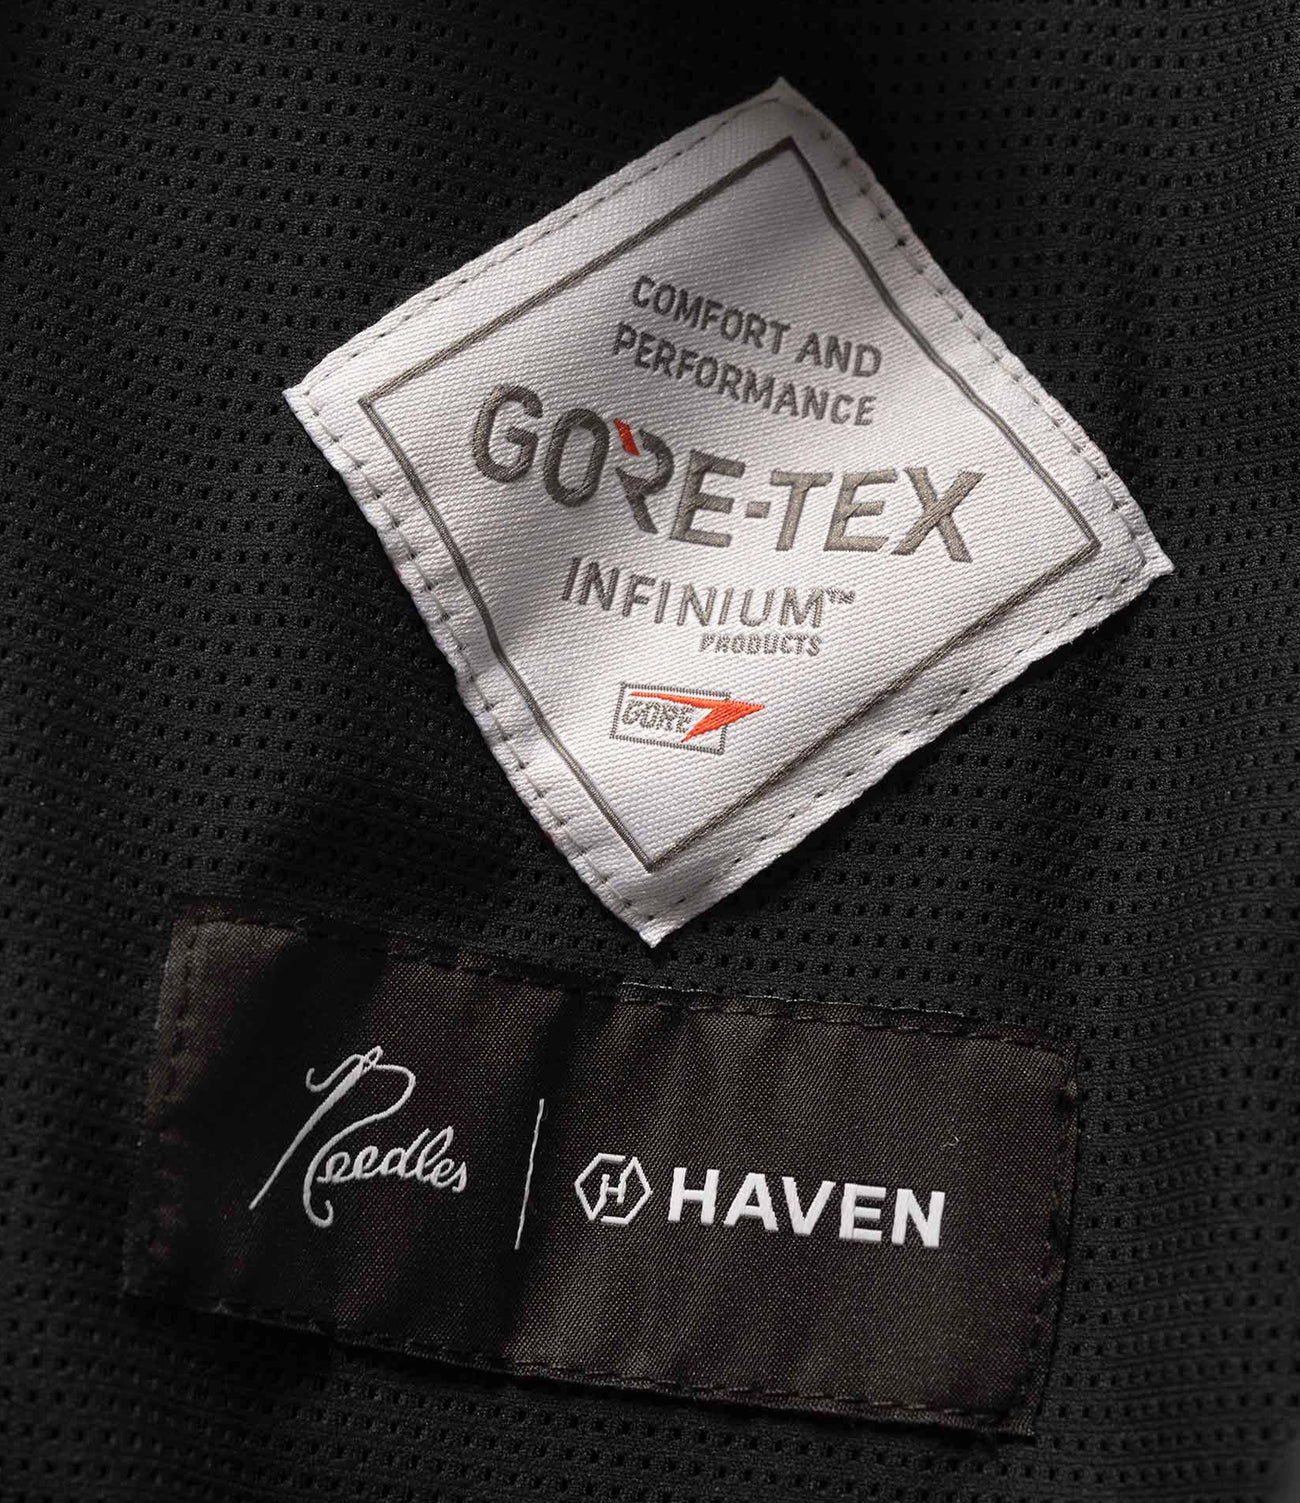 COMFORT AND
PERFORMANCE
GORE-TEX
INFINIUM™
PRODUCTS
GORE
Needles | H HAVEN